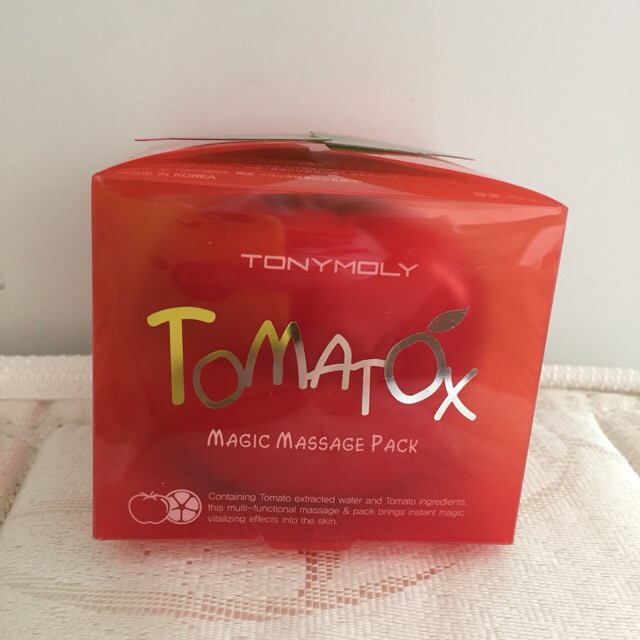 MADE IN KOREA
TONYMOLY
TOMATOX
MAGIC MASSAGE PACK
Containing Tomato extracted water and Tomato ingredients,
this multi-functional massage & pack brings instant magic
vitalizing effects into the skin.